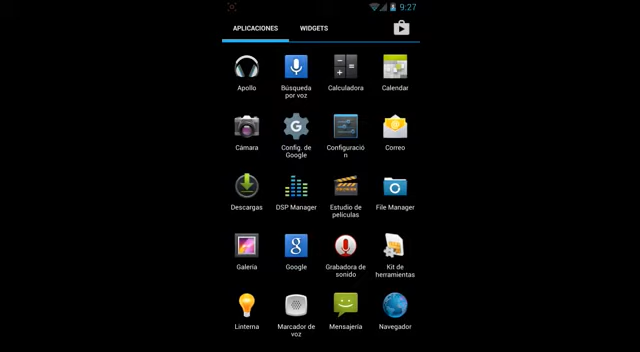 9:27
APLICACIONES WIDGETS
Apollo
Búsqueda
por voz
Calculadora
Calendar
Cámara
Config. de
Google
Configuració
n
Correo
Descargas
DSP Manager
Estudio de
películas
File Manager
Galería
Google
Grabadora de
sonido
Kit de
herramientas
Linterna
Marcador de
voz
Mensajería
Navegador